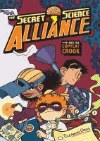 THE
SECRET SCIENCE
ALLIANCE
AND THE
COPYCAT
CROOK